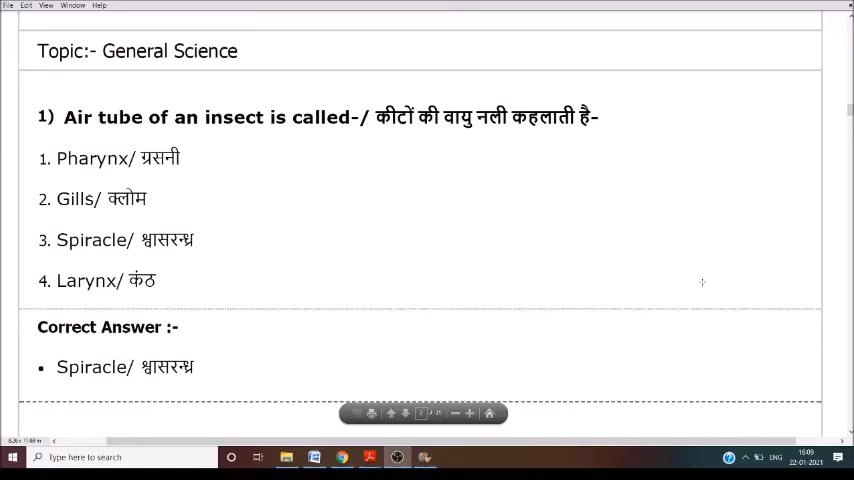 File Edit View Window Help
Topic:- General Science
1) Air tube of an insect is called-/ कीटों की वायु नली कहलाती है-
1. Pharynx/ ग्रसनी
2. Gills/ क्लोम
3. Spiracle/ श्वासरन्ध्र
4. Larynx/ कंठ
Correct Answer :-
• Spiracle/ श्वासरन्ध्र
Type here to search
ENG
16:09
22-01-2021